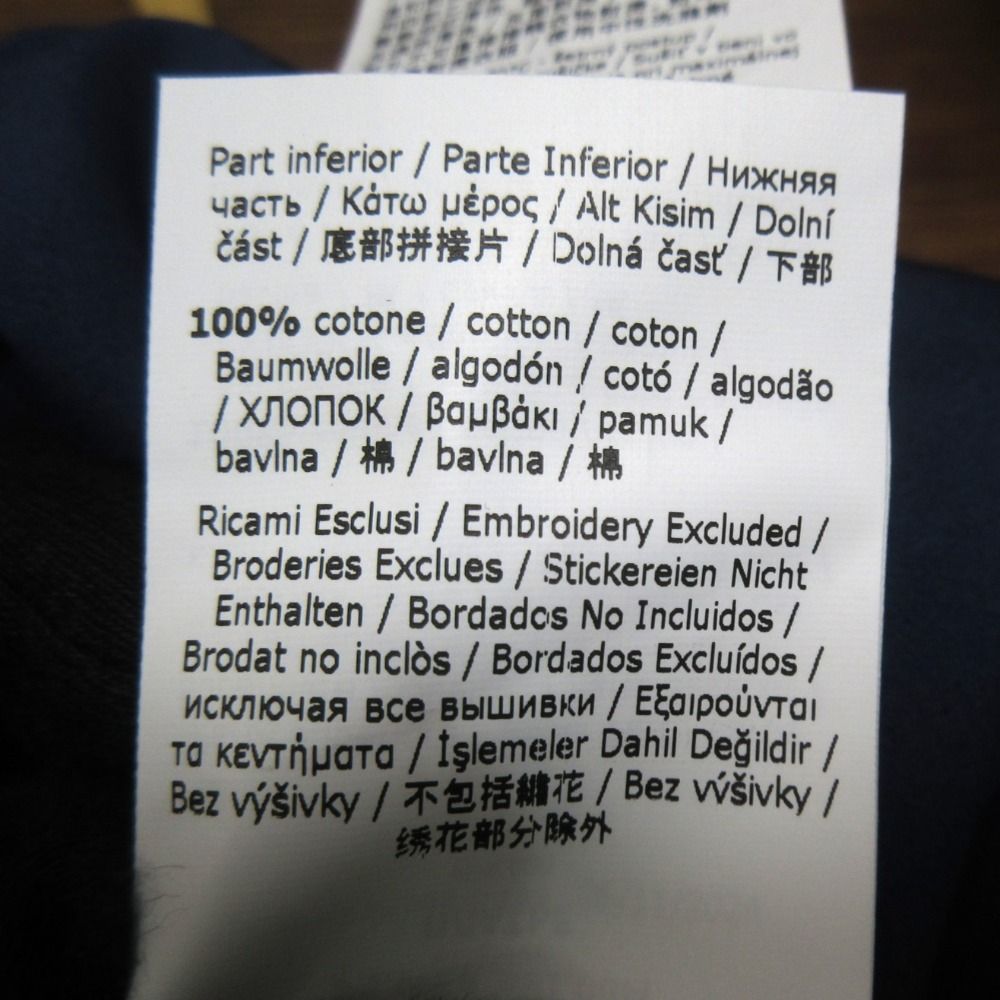 Part inferior / Parte Inferior / Нижняя
часть / Κάτω μέρος / Alt Kisim / Dolní
část / 底部拼接片 / Dolná časť / 下部
100% cotone / cotton / coton /
Baumwolle / algodón / cotó / algodão
/ ХЛОПОК / βαμβάκι / pamuk /
bavlna / 棉 / bavlna / 棉
Ricami Esclusi / Embroidery Excluded /
Broderies Exclues / Stickereien Nicht
Enthalten / Bordados No Incluidos /
Brodat no inclòs / Bordados Excluídos /
исключая все вышивки / Εξαιρούνται
τα κεντήματα / İşlemeler Dahil Değildir /
Bez výšivky / 不包括繡花 / Bez výšivky /
绣花部分除外